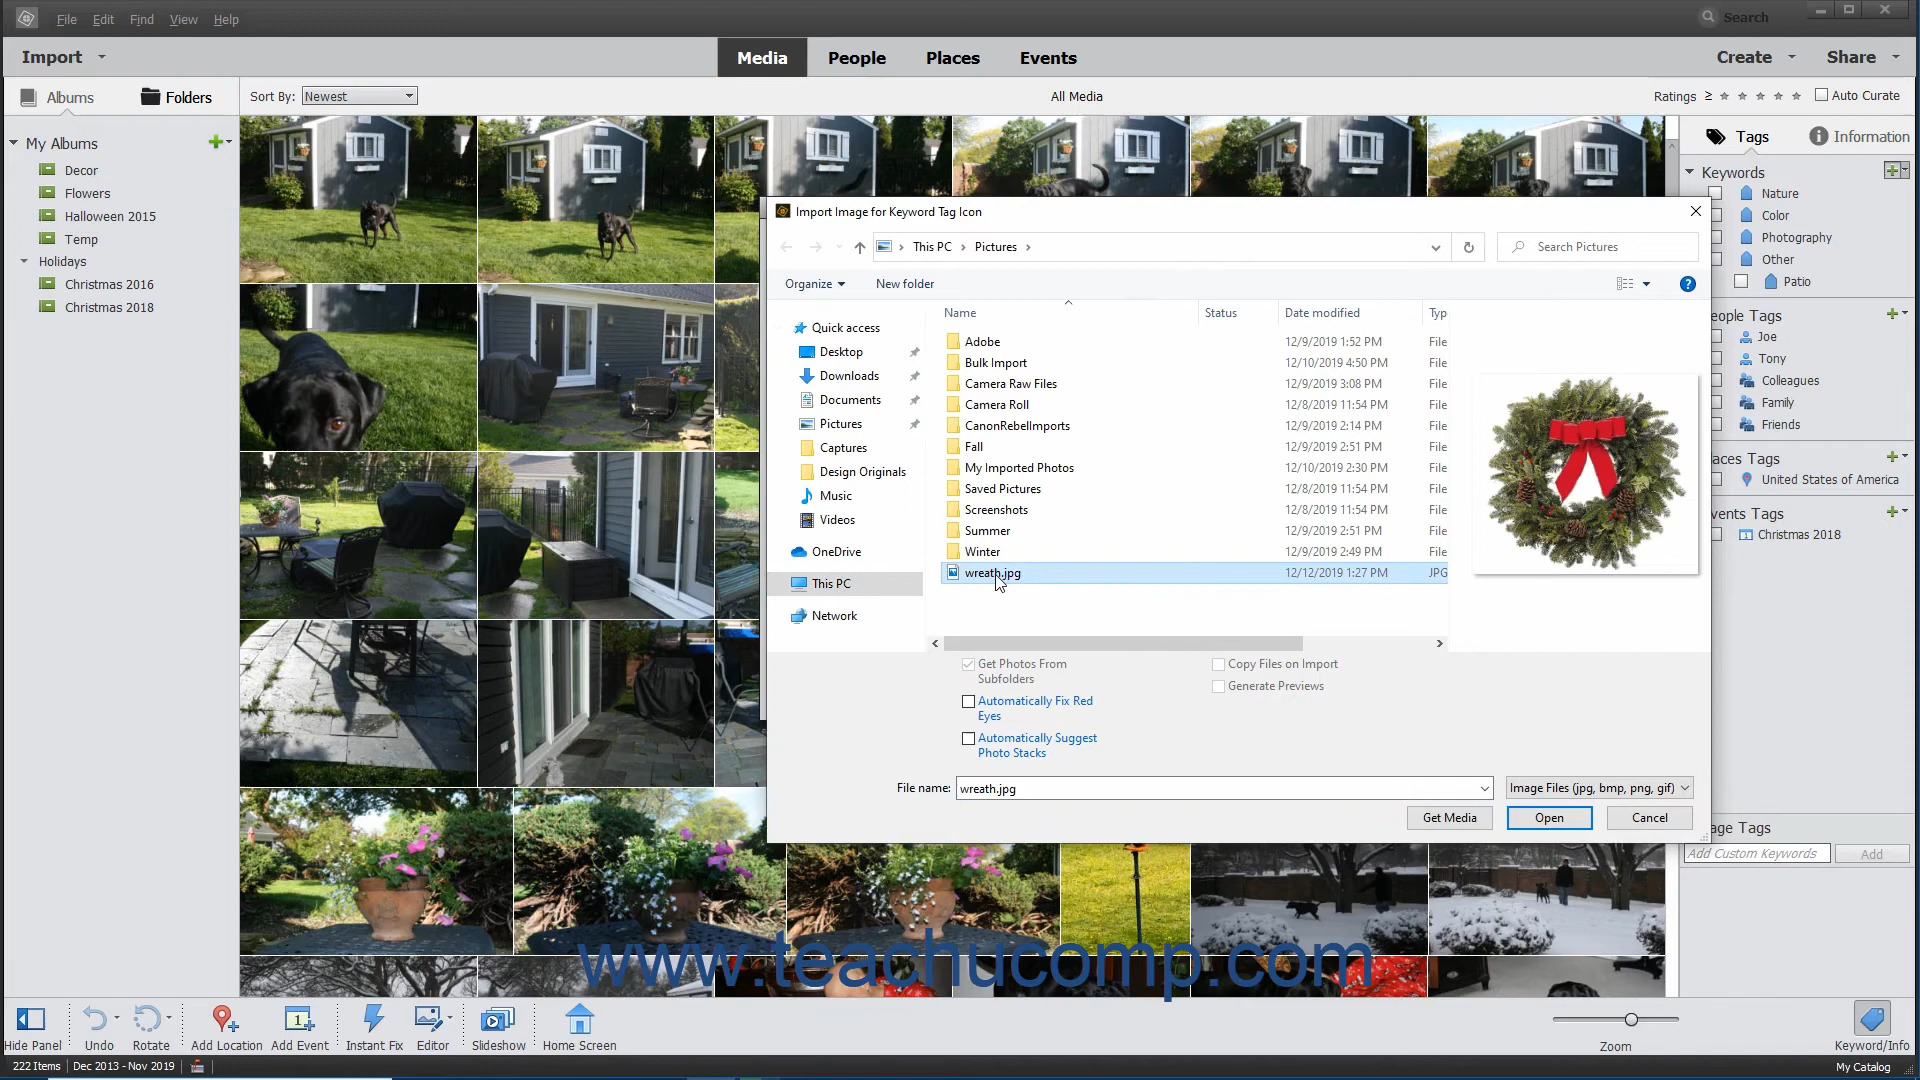 File Edit Find View Help Search
Import Media People Places Events Create Share
Albums Folders Sort By: Newest All Media Ratings ≥ Auto Curate
My Albums
Decor
Flowers
Halloween 2015
Temp
Holidays
Christmas 2016
Christmas 2018
Tags Information
Keywords
Nature
Color
Photography
Other
Patio
eople Tags
Joe
Tony
Colleagues
Family
Friends
aces Tags
United States of America
vents Tags
Christmas 2018
age Tags
Add Custom Keywords Add
Import Image for Keyword Tag Icon
This PC Pictures Search Pictures
Organize New folder
Quick access
Desktop
Downloads
Documents
Pictures
Captures
Design Originals
Music
Videos
OneDrive
This PC
Network
Name Status Date modified Typ
Adobe 12/9/2019 1:52 PM File
Bulk Import 12/10/2019 4:50 PM File
Camera Raw Files 12/9/2019 3:08 PM File
Camera Roll 12/8/2019 11:54 PM File
CanonRebelImports 12/9/2019 2:14 PM File
Fall 12/9/2019 2:51 PM File
My Imported Photos 12/10/2019 2:30 PM File
Saved Pictures 12/8/2019 11:54 PM File
Screenshots 12/8/2019 11:54 PM File
Summer 12/9/2019 2:51 PM File
Winter 12/9/2019 2:49 PM File
wreath.jpg 12/12/2019 1:27 PM JPG
Get Photos From
Subfolders
Automatically Fix Red
Eyes
Automatically Suggest
Photo Stacks
Copy Files on Import
Generate Previews
File name: wreath.jpg Image Files (jpg, bmp, png, gif)
Get Media Open Cancel
www.teachucomp.com
Hide Panel Undo Rotate Add Location Add Event Instant Fix Editor Slideshow Home Screen Zoom Keyword/Info
222 Items Dec 2013 - Nov 2019 My Catalog